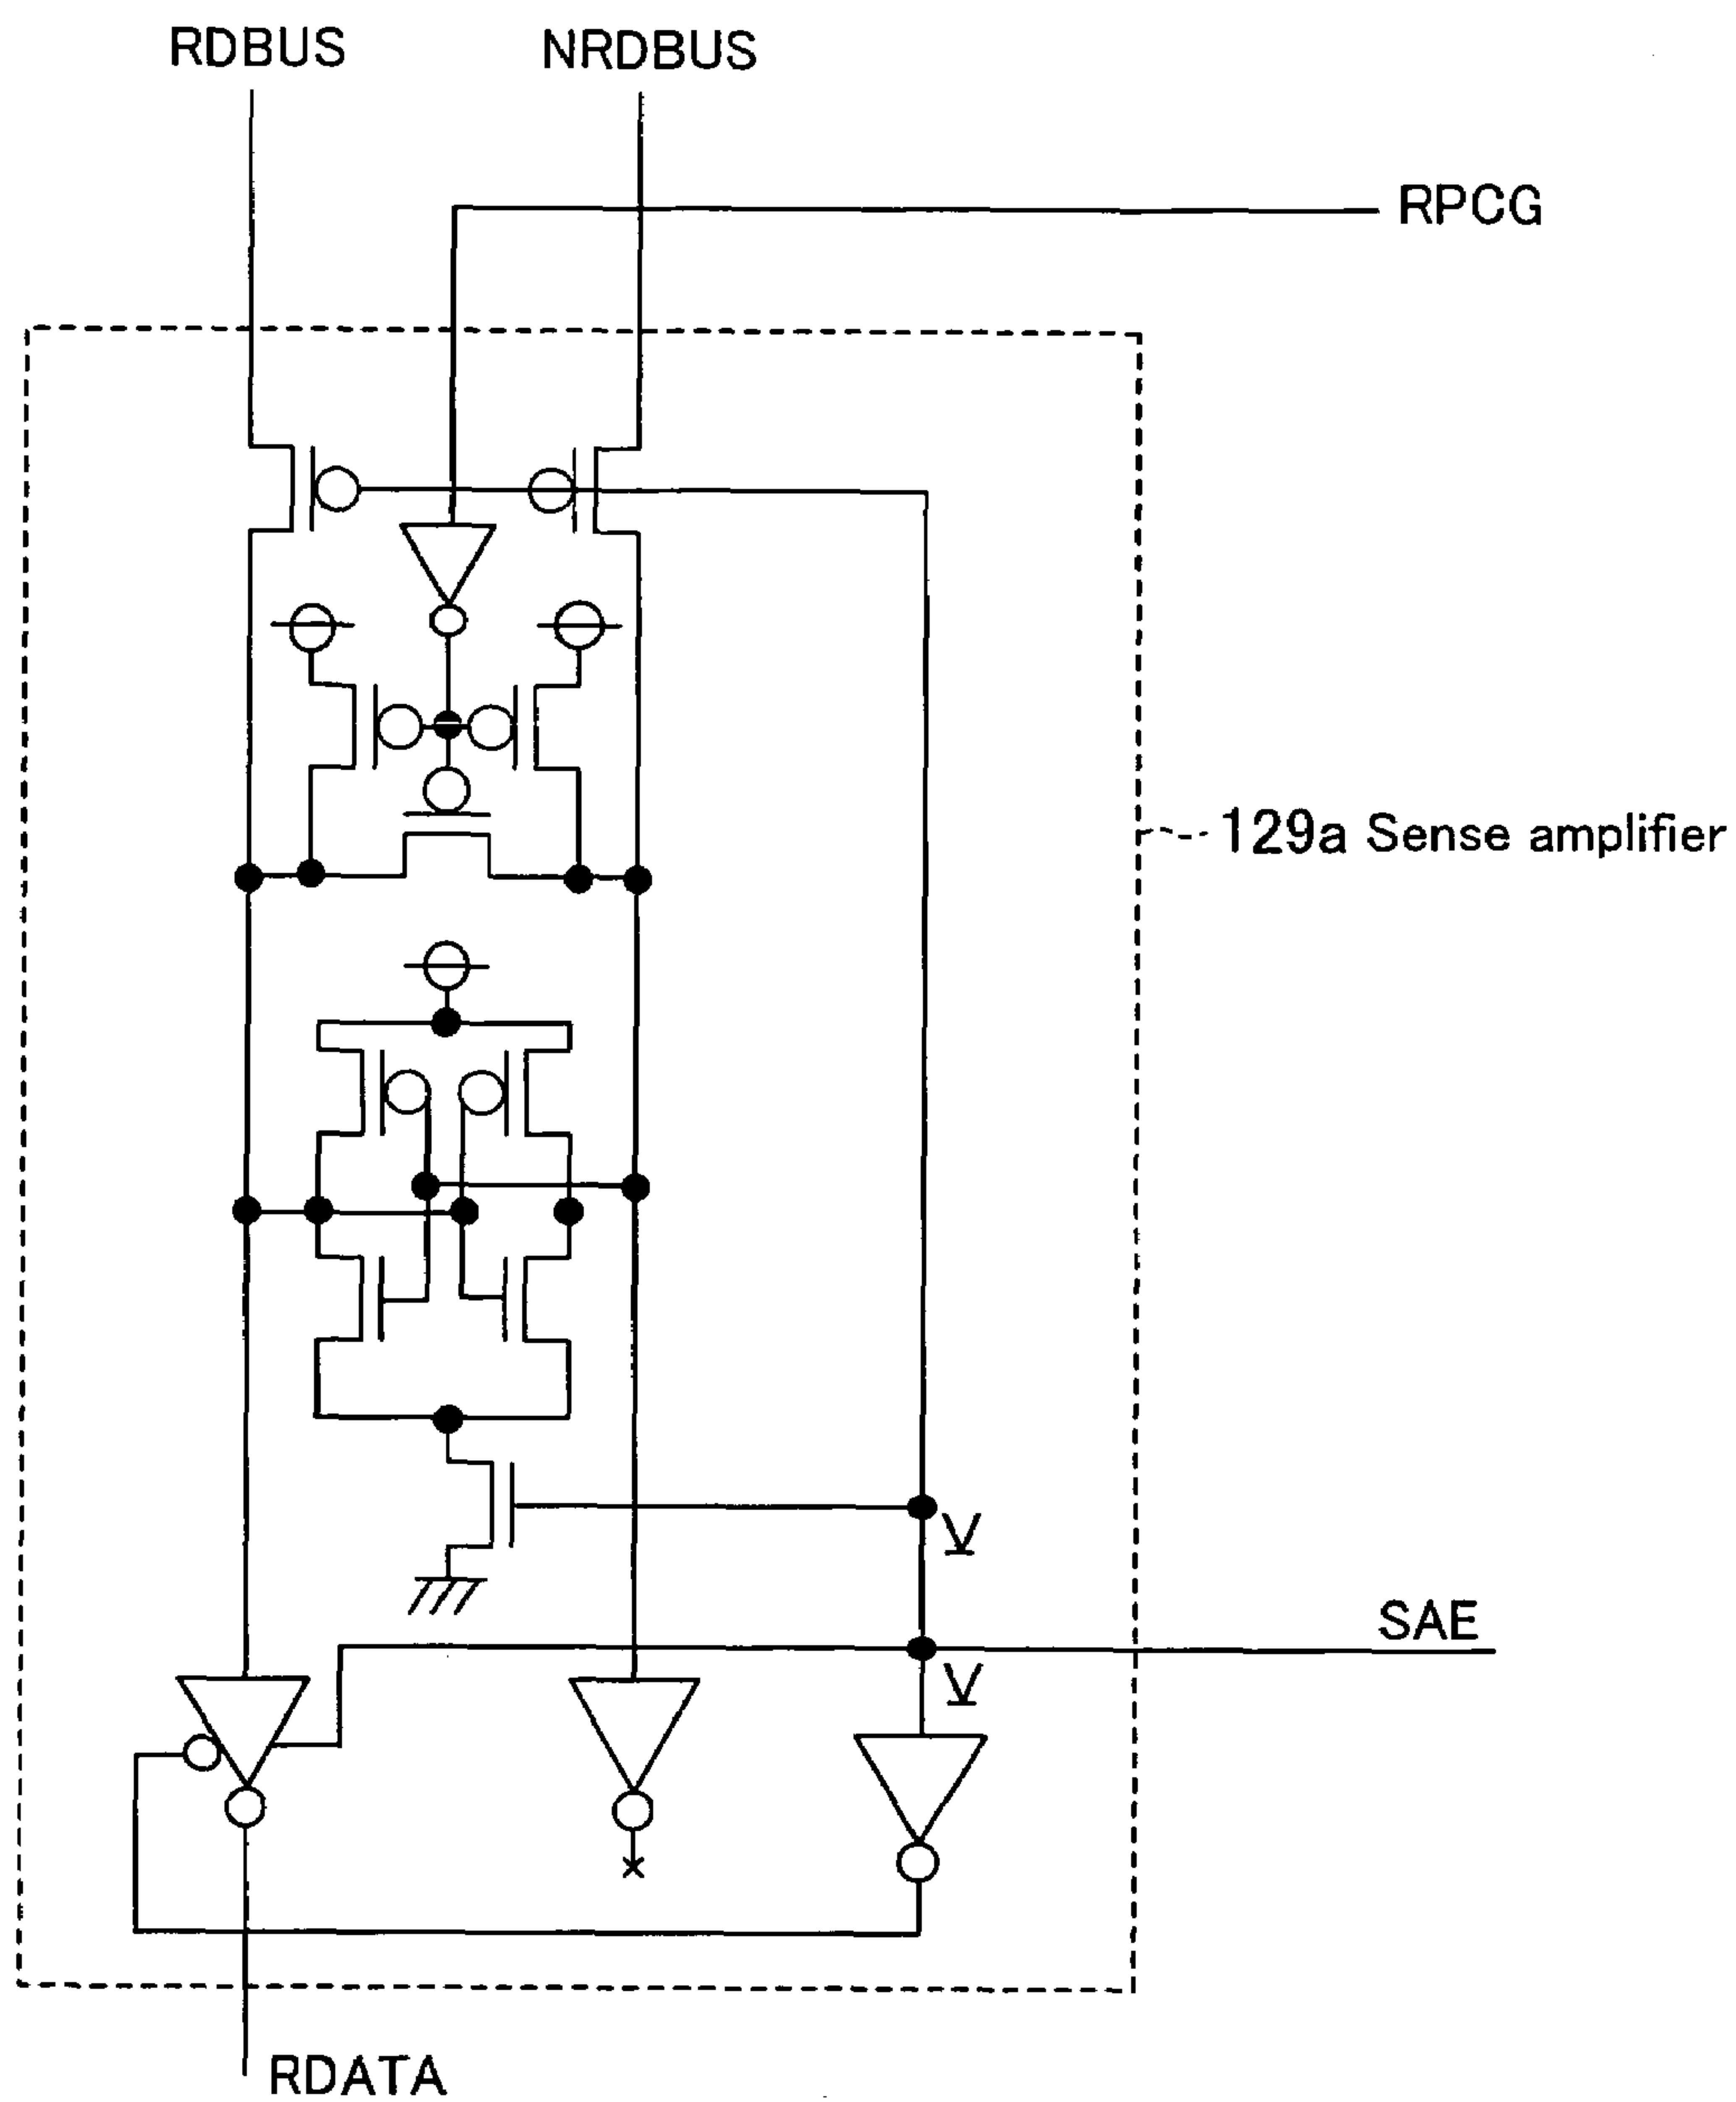 RDBUS NRDBUS
RPCG
129a Sense amplifier
V
SAE
V
RDATA